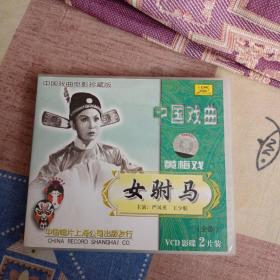 中国戏曲电影珍藏版
中国戏曲
黄梅戏
女驸马
主演：严凤英 王少舫
(全剧)
中国唱片上海公司出版发行
CHINA RECORD SHANGHAI CO.
VCD影碟2片装